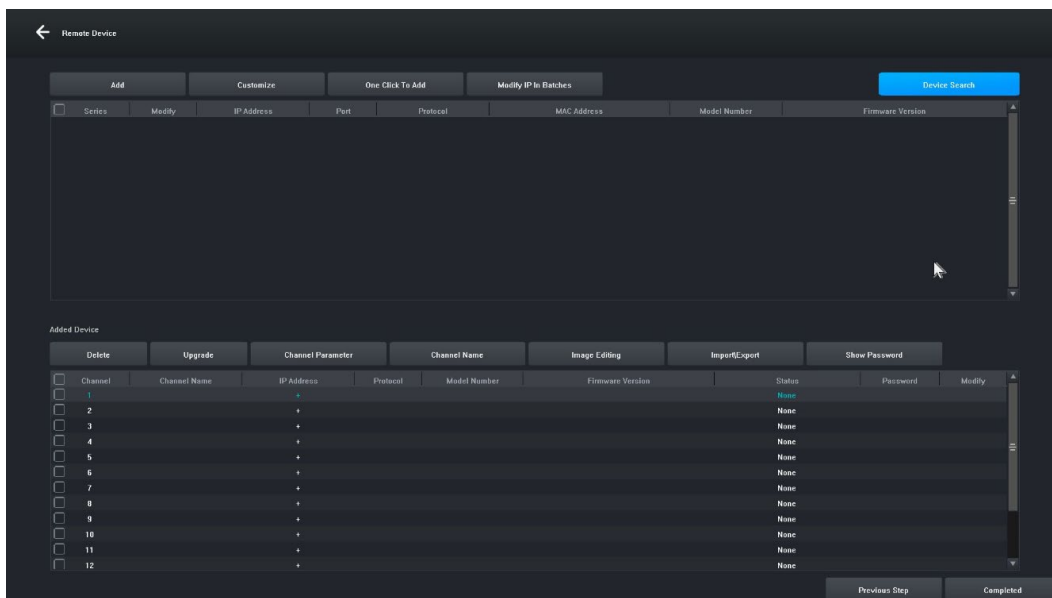 Remote Device
Add Customize One Click To Add Modify IP In Batches Device Search
Series Modify IP Address Port Protocol MAC Address Model Number Firmware Version
Added Device
Delete Upgrade Channel Parameter Channel Name Image Editing Import\Export Show Password
Channel Channel Name IP Address Protocol Model Number Firmware Version Status Password Modify
1 + None
2 + None
3 + None
4 + None
5 + None
6 + None
7 + None
8 + None
9 + None
10 + None
11 + None
12 + None
Previous Step Completed